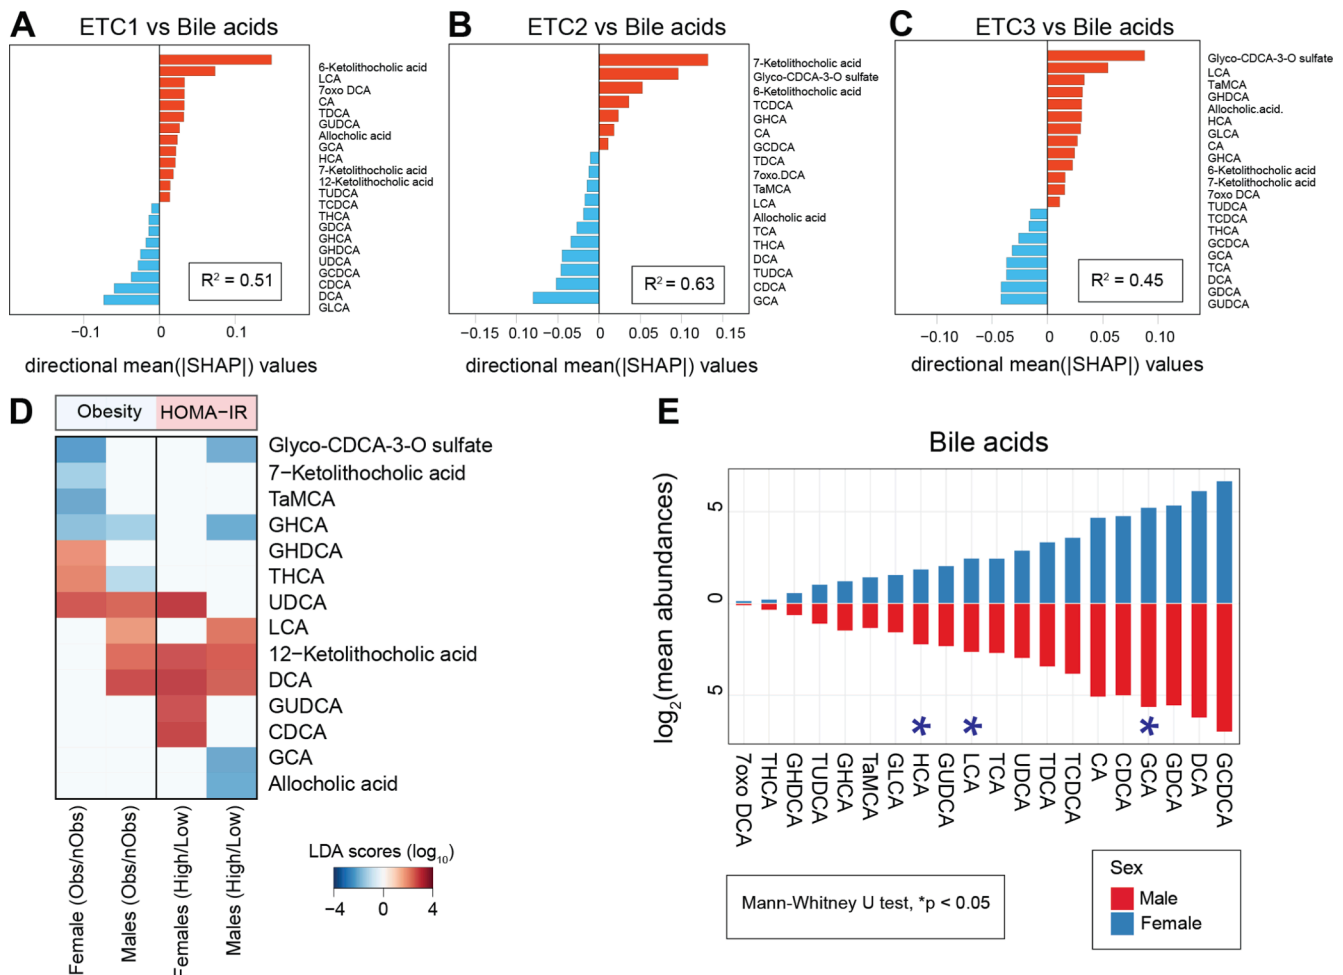 A
ETC1 vs Bile acids
6-Ketolithocholic acid
LCA
7oxo DCA
CA
TDCA
GUDCA
Allocholic acid
GCA
HCA
7-Ketolithocholic acid
12-Ketolithocholic acid
TUDCA
TCDCA
THCA
GDCA
GHCA
GHDCA
UDCA
GCDCA
CDCA
DCA
GLCA
R² = 0.51
−0.1
0
0.1
directional mean(|SHAP|) values
B
ETC2 vs Bile acids
7-Ketolithocholic acid
Glyco-CDCA-3-O sulfate
6-Ketolithocholic acid
TCDCA
GHCA
CA
GCDCA
TDCA
7oxo.DCA
TaMCA
LCA
Allocholic acid
TCA
THCA
DCA
TUDCA
CDCA
GCA
R² = 0.63
−0.15
−0.10
−0.05
0
0.05
0.1
0.15
directional mean(|SHAP|) values
C
ETC3 vs Bile acids
Glyco-CDCA-3-O sulfate
LCA
TaMCA
GHDCA
Allocholic.acid.
HCA
GLCA
CA
GHCA
6-Ketolithocholic acid
7-Ketolithocholic acid
7oxo DCA
TUDCA
TCDCA
THCA
GCDCA
GCA
TCA
DCA
GDCA
GUDCA
R² = 0.45
−0.10
−0.05
0
0.05
0.10
directional mean(|SHAP|) values
D
Obesity
HOMA−IR
Glyco-CDCA-3-O sulfate
7−Ketolithocholic acid
TaMCA
GHCA
GHDCA
THCA
UDCA
LCA
12−Ketolithocholic acid
DCA
GUDCA
CDCA
GCA
Allocholic acid
Female (Obs/nObs)
Males (Obs/nObs)
Females (High/Low)
Males (High/Low)
LDA scores (log₁₀)
−4
0
4
E
Bile acids
log₂(mean abundances)
5
0
5
* * *
7oxo DCA
THCA
GHDCA
TUDCA
GHCA
TaMCA
GLCA
HCA
GUDCA
LCA
TCA
UDCA
TDCA
TCDCA
CA
CDCA
GCA
GDCA
DCA
GCDCA
Mann-Whitney U test, *p < 0.05
Sex
Male
Female